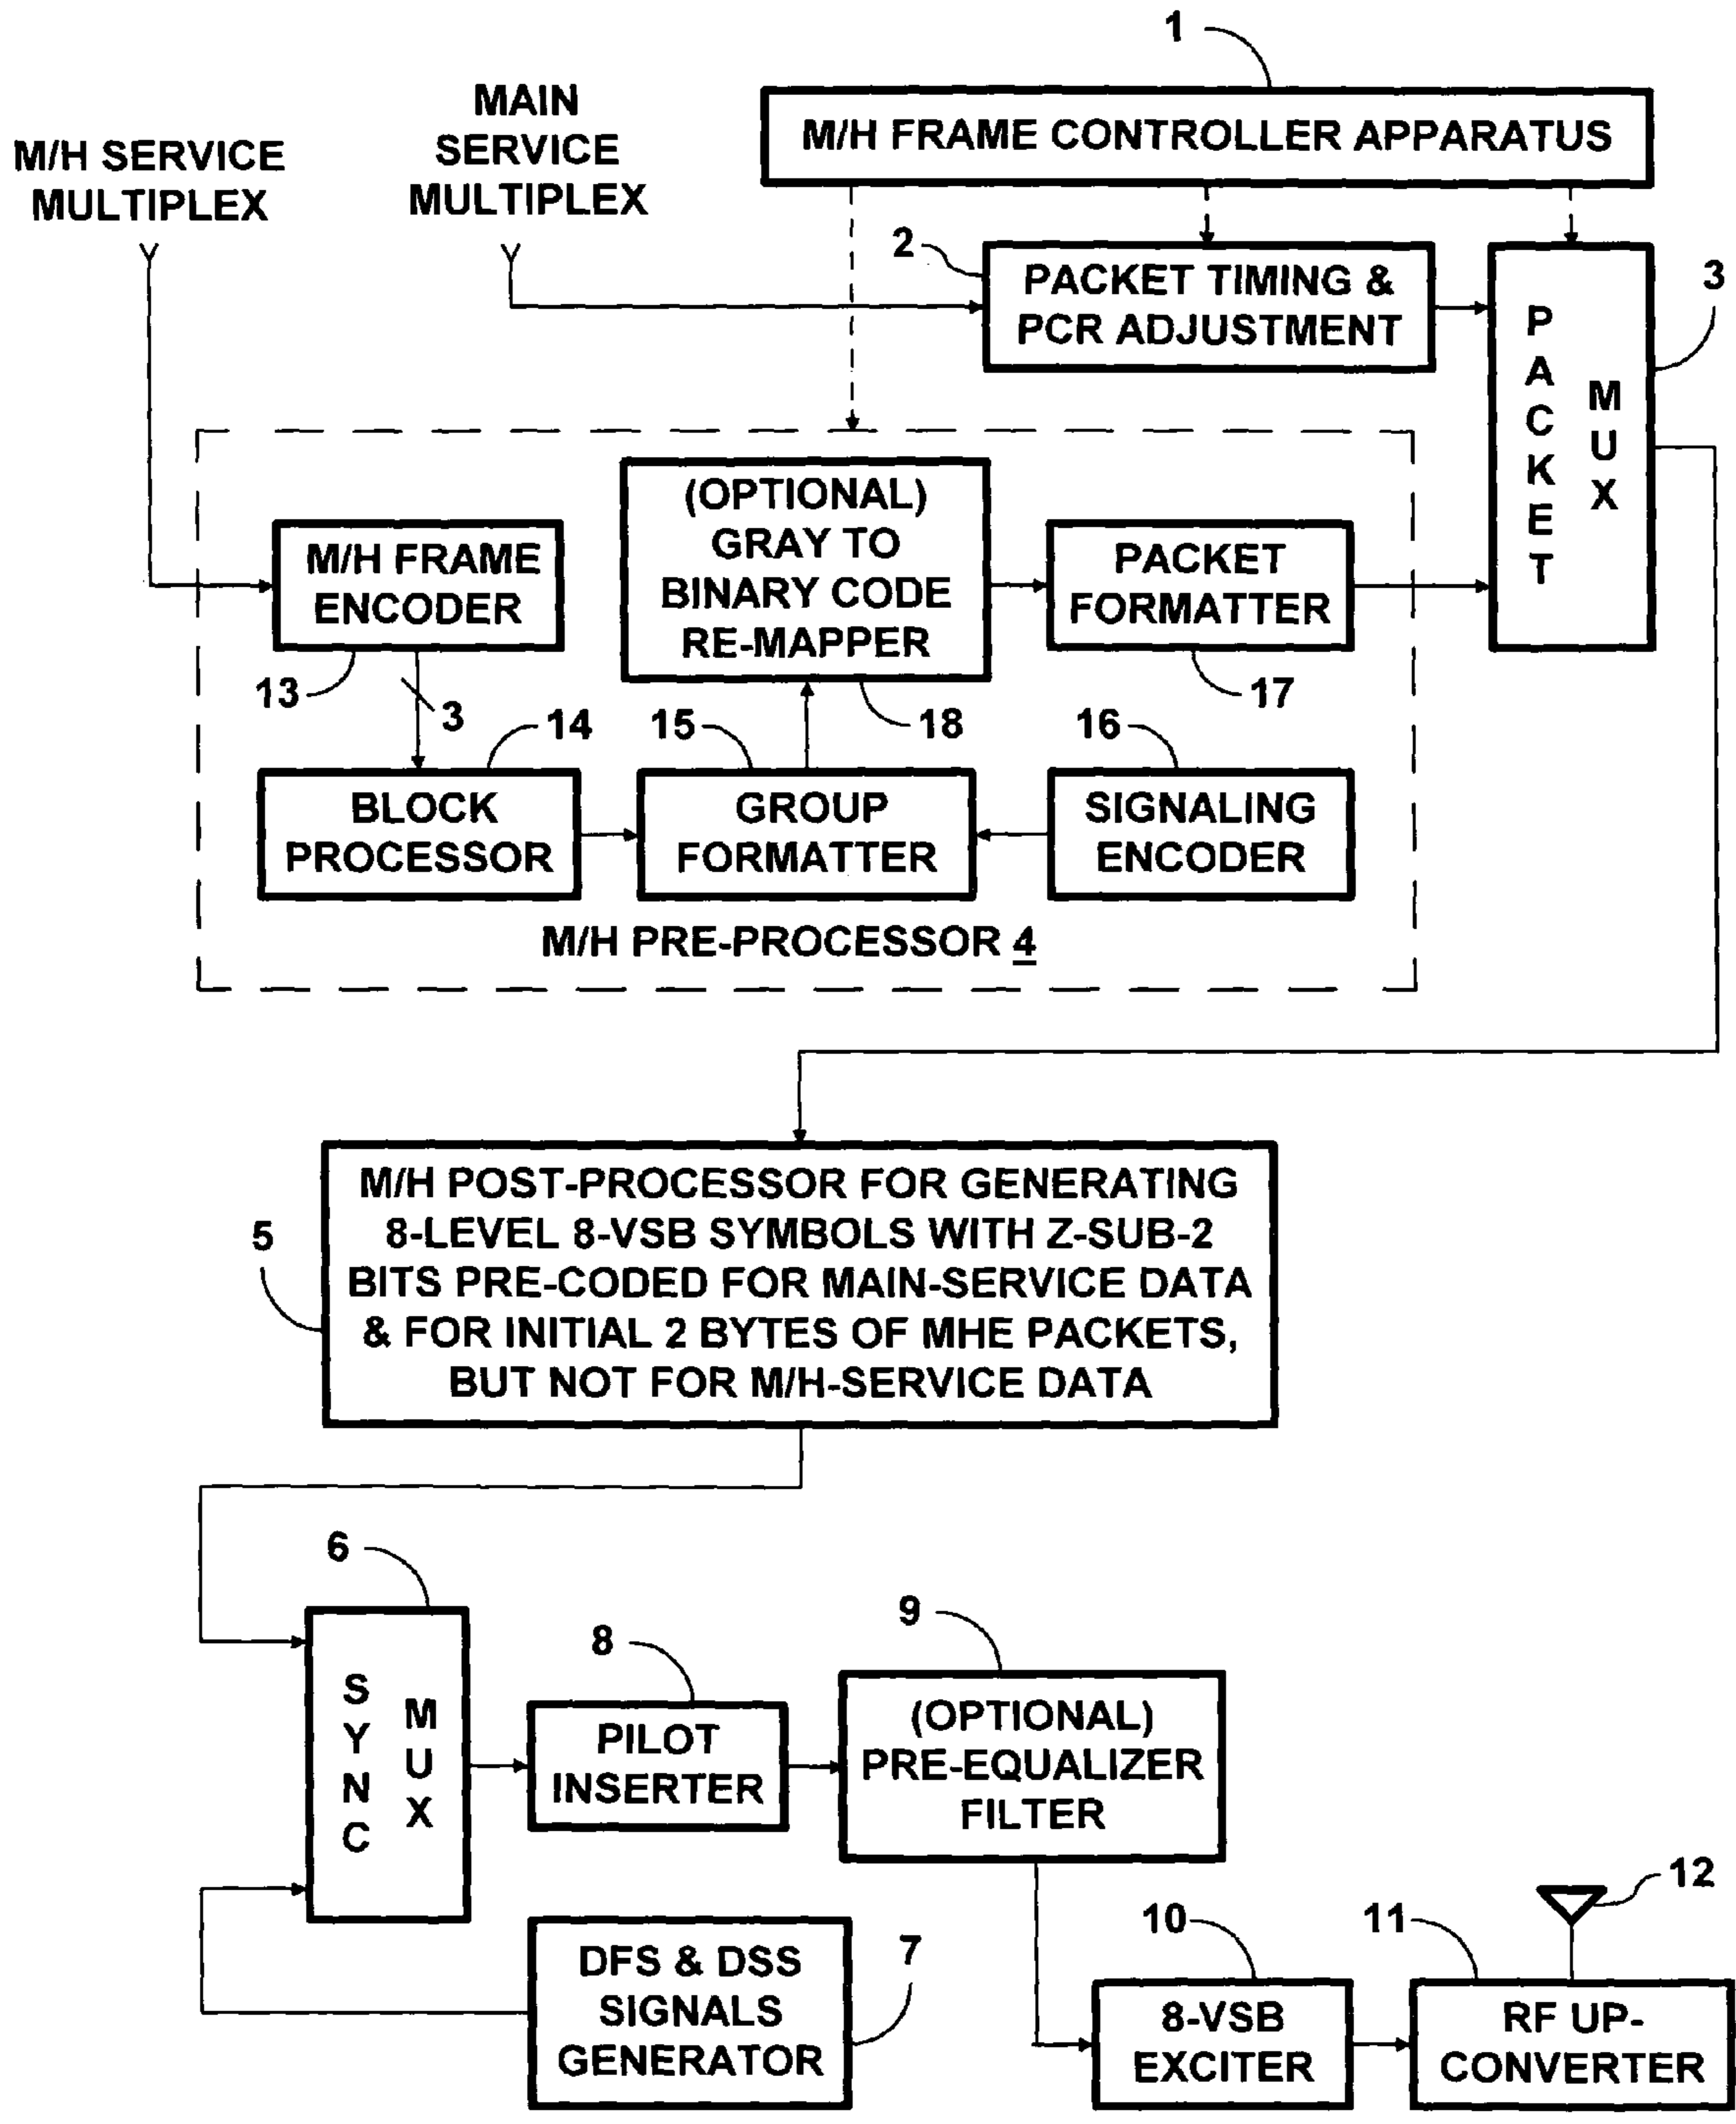 1
MAIN
SERVICE
MULTIPLEX
M/H SERVICE
MULTIPLEX
M/H FRAME CONTROLLER APPARATUS
2
PACKET TIMING &
PCR ADJUSTMENT
3
PACKET
MUX
(OPTIONAL)
GRAY TO
BINARY CODE
RE-MAPPER
M/H FRAME
ENCODER
PACKET
FORMATTER
13
3
18
17
14
15
16
BLOCK
PROCESSOR
GROUP
FORMATTER
SIGNALING
ENCODER
M/H PRE-PROCESSOR 4
5
M/H POST-PROCESSOR FOR GENERATING
8-LEVEL 8-VSB SYMBOLS WITH Z-SUB-2
BITS PRE-CODED FOR MAIN-SERVICE DATA
& FOR INITIAL 2 BYTES OF MHE PACKETS,
BUT NOT FOR M/H-SERVICE DATA
6
SYNC
MUX
8
PILOT
INSERTER
9
(OPTIONAL)
PRE-EQUALIZER
FILTER
7
DFS & DSS
SIGNALS
GENERATOR
10
8-VSB
EXCITER
11
RF UP-
CONVERTER
12